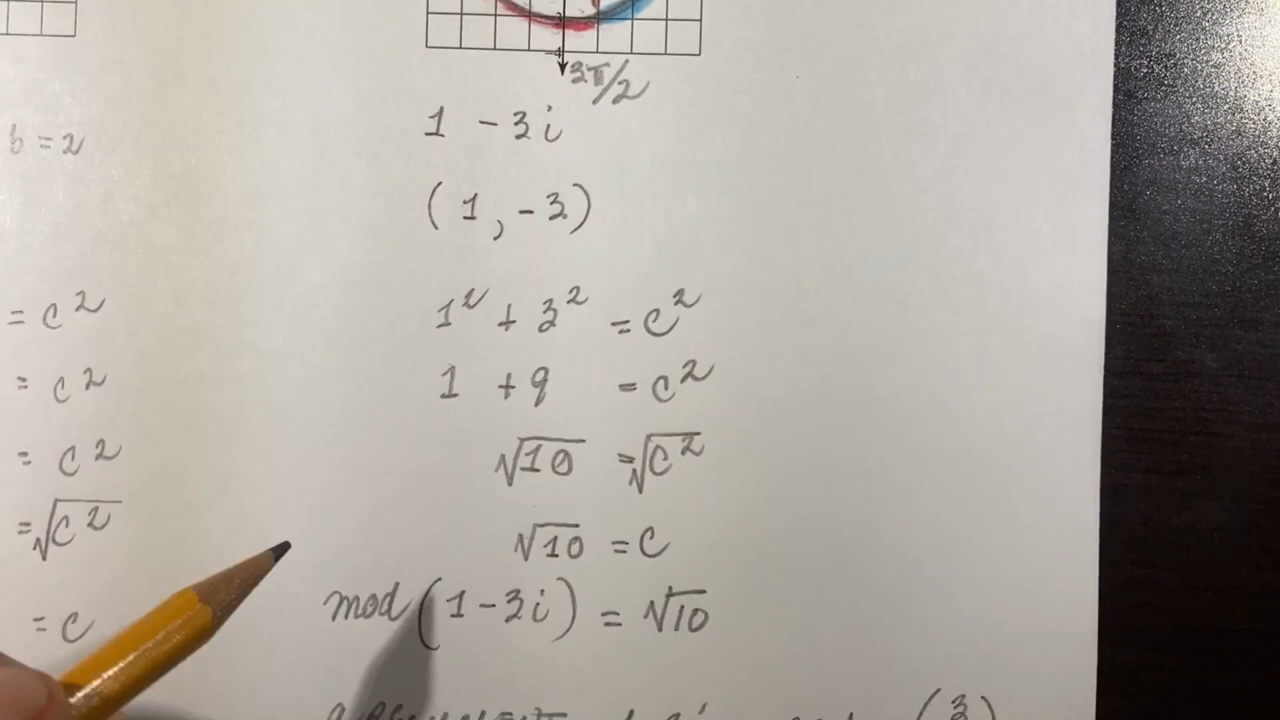 -4
3π/2
b = 2
1 - 3i
(1, -3)
= c²
1² + 3² = c²
= c²
1 + 9 = c²
= c²
√10 = √c²
= √c²
√10 = c
= c
mod(1-3i) = √10